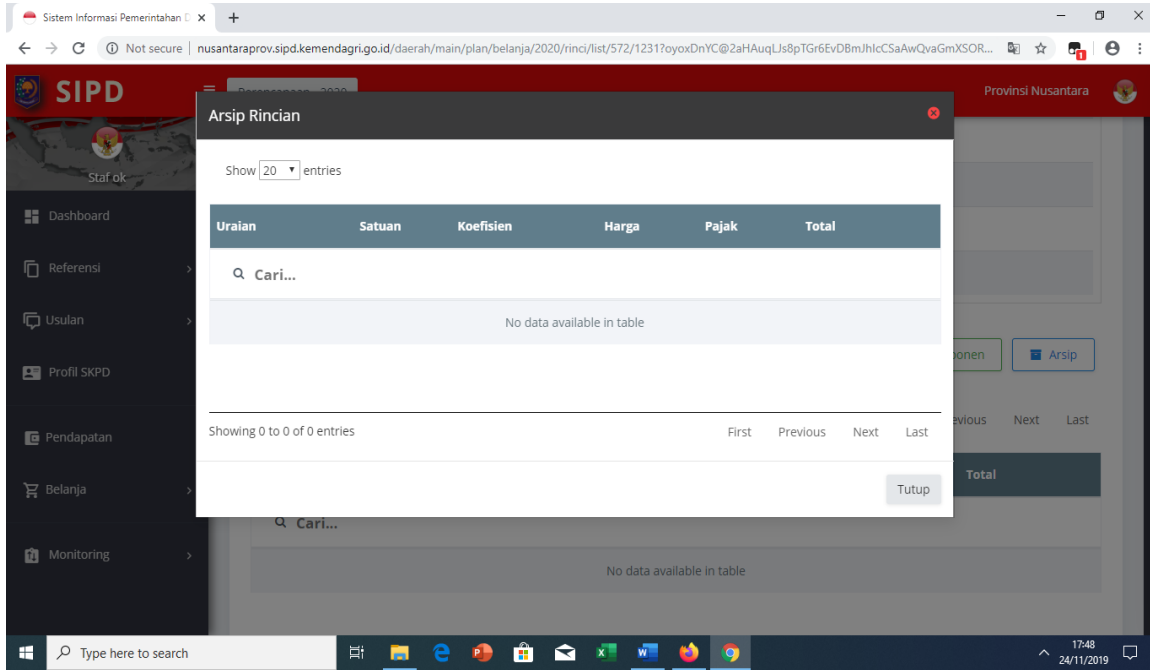 Sistem Informasi Pemerintahan D
Not secure | nusantaraprov.sipd.kemendagri.go.id/daerah/main/plan/belanja/2020/rinci/list/572/1231?oyoxDnYC@2aHAuqLJs8pTGr6EvDBmJhIcCSaAwQvaGmXSOR...
1
SIPD
Provinsi Nusantara
Staf ok
Arsip Rincian
Show 20 entries
Uraian Satuan Koefisien Harga Pajak Total
Cari...
No data available in table
Showing 0 to 0 of 0 entries
First Previous Next Last
Tutup
Dashboard
Referensi
Usulan
Profil SKPD
Pendapatan
Belanja
Monitoring
Arsip
Next Last
Total
Cari...
No data available in table
Type here to search
17:48
24/11/2019